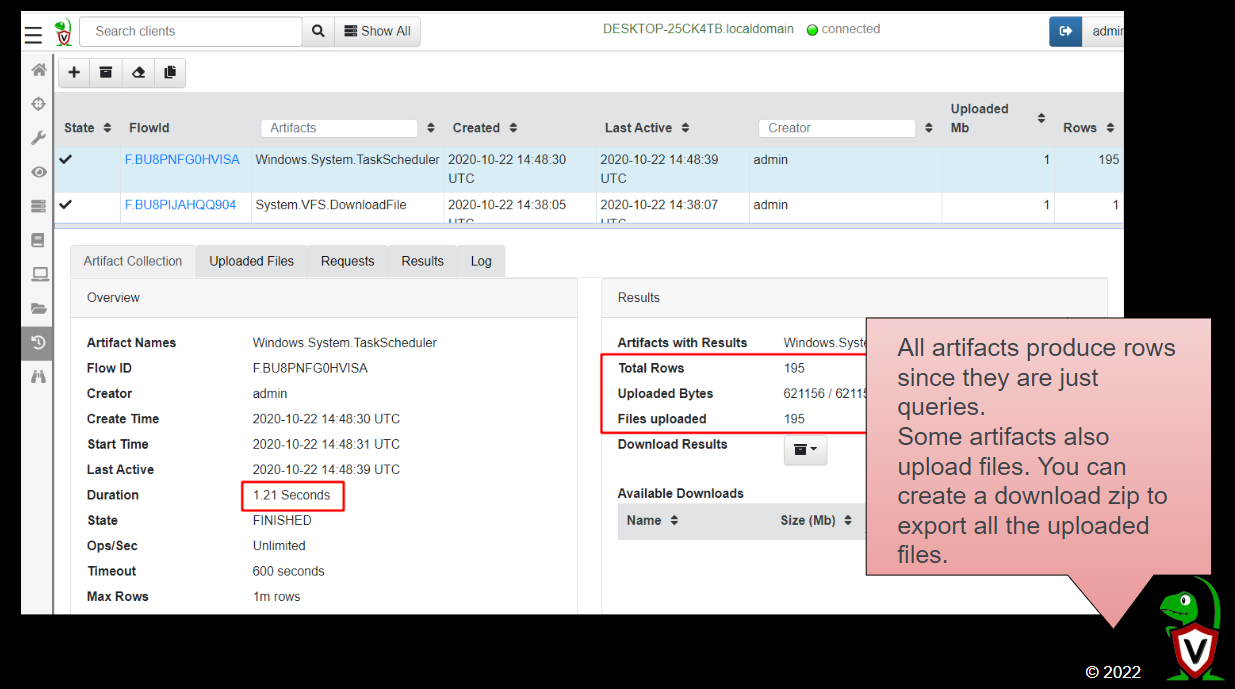 Search clients
Show All
DESKTOP-25CK4TB.localdomain
connected
admin
State FlowId Artifacts Created Last Active Creator Uploaded Mb Rows
F.BU8PNFG0HVISA Windows.System.TaskScheduler 2020-10-22 14:48:30 UTC 2020-10-22 14:48:39 UTC admin 1 195
F.BU8PIJAHQQ904 System.VFS.DownloadFile 2020-10-22 14:38:05 UTC 2020-10-22 14:38:07 UTC admin 1 1
Artifact Collection Uploaded Files Requests Results Log
Overview
Artifact Names Windows.System.TaskScheduler
Flow ID F.BU8PNFG0HVISA
Creator admin
Create Time 2020-10-22 14:48:30 UTC
Start Time 2020-10-22 14:48:31 UTC
Last Active 2020-10-22 14:48:39 UTC
Duration 1.21 Seconds
State FINISHED
Ops/Sec Unlimited
Timeout 600 seconds
Max Rows 1m rows
Results
Artifacts with Results Windows.Syste
Total Rows 195
Uploaded Bytes 621156 / 62115
Files uploaded 195
Download Results
Available Downloads
Name Size (Mb)
All artifacts produce rows
since they are just
queries.
Some artifacts also
upload files. You can
create a download zip to
export all the uploaded
files.
V
© 2022